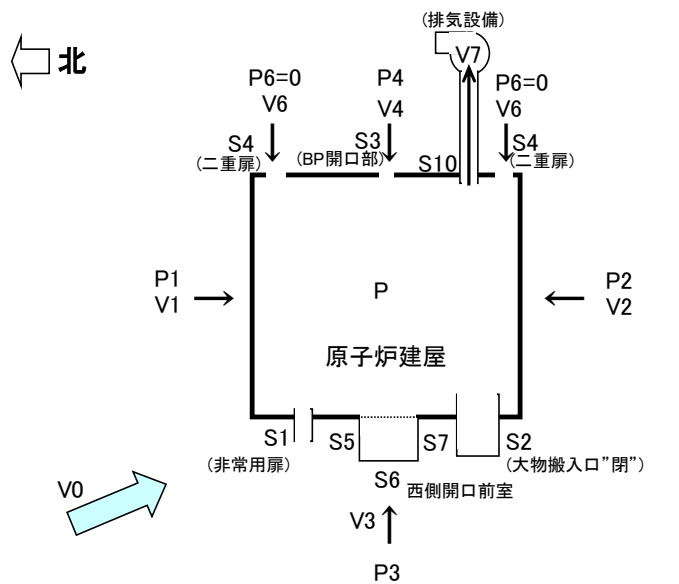 (排気設備)
V7
北
P6=0
V6
P4
V4
P6=0
V6
S4
(二重扉)
S3
(BP開口部)
S10
S4
(二重扉)
P1
V1
P
P2
V2
原子炉建屋
S1
(非常用扉)
S5
S7
S2
(大物搬入口"閉")
S6
西側開口前室
V0
V3
P3